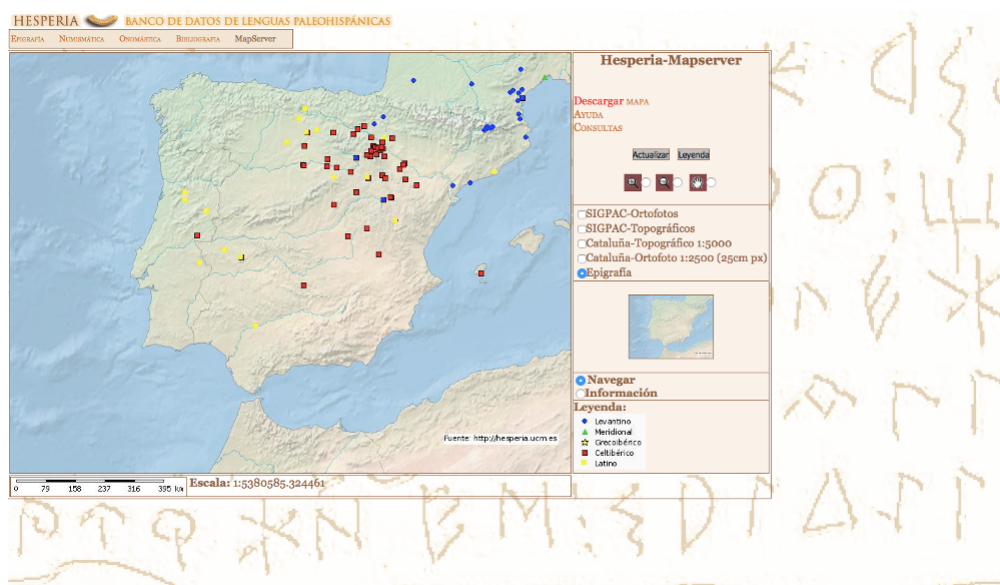 HESPERIA BANCO DE DATOS DE LENGUAS PALEOHISPÁNICAS
EPIGRAFÍA NUMISMÁTICA ONOMÁSTICA BIBLIOGRAFIA MAPSERVER
Hesperia-Mapserver
Descargar MAPA
AYUDA
CONSULTAS
Actualizar Leyenda
SIGPAC-Ortofotos
SIGPAC-Topográficos
Cataluña-Topográfico 1:5000
Cataluña-Ortofoto 1:2500 (25cm px)
Epigrafía
Navegar
Información
Leyenda:
Levantino
Meridional
Grecoibérico
Celtibérico
Latino
Fuente: http://hesperia.ucm.es
0 79 158 237 316 395 km
Escala: 1:5380585.324461